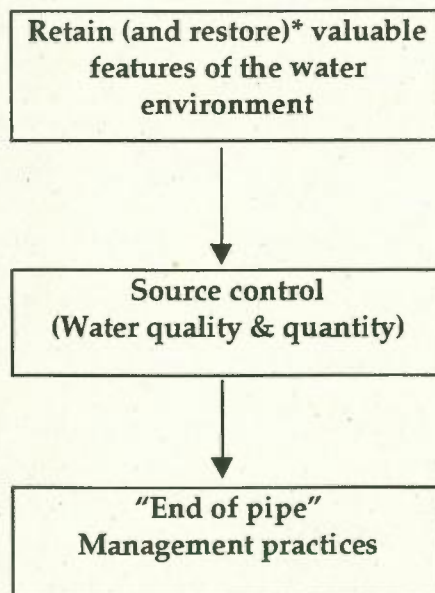 Retain (and restore)* valuable
features of the water
environment
Source control
(Water quality & quantity)
"End of pipe"
Management practices